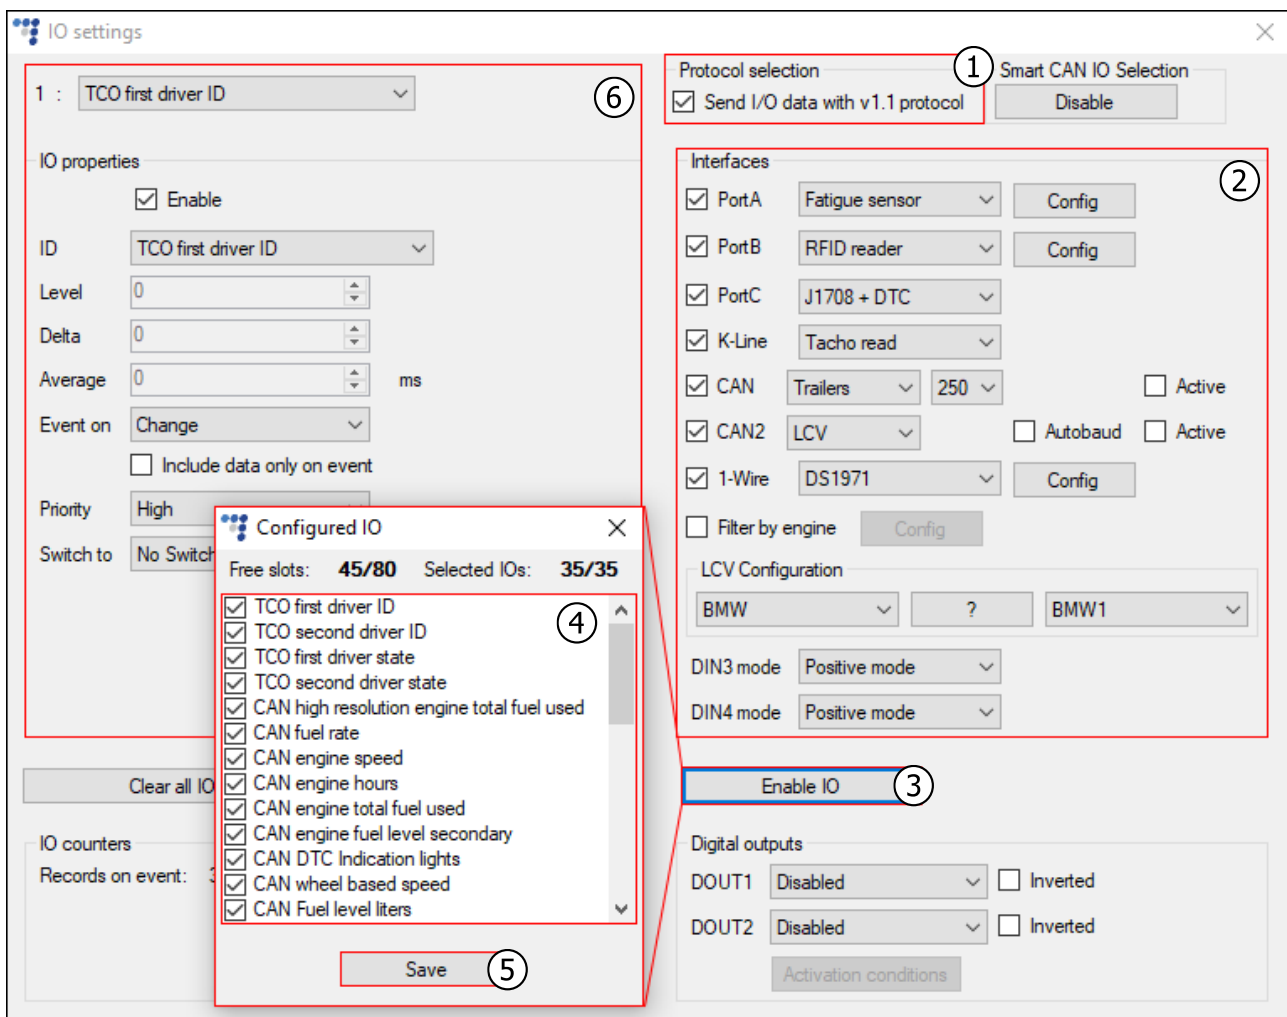 IO settings
1 : TCO first driver ID
6
IO properties
Enable
ID TCO first driver ID
Level 0
Delta 0
Average 0 ms
Event on Change
Include data only on event
Priority High
Switch to No Switch
Clear all IO
IO counters
Records on event:
Protocol selection
1
Send I/O data with v1.1 protocol
Smart CAN IO Selection
Disable
Interfaces
2
PortA Fatigue sensor Config
PortB RFID reader Config
PortC J1708 + DTC
K-Line Tacho read
CAN Trailers 250 Active
CAN2 LCV Autobaud Active
1-Wire DS1971 Config
Filter by engine Config
LCV Configuration
BMW ? BMW1
DIN3 mode Positive mode
DIN4 mode Positive mode
Enable IO 3
Digital outputs
DOUT1 Disabled Inverted
DOUT2 Disabled Inverted
Activation conditions
Configured IO
Free slots: 45/80 Selected IOs: 35/35
4
TCO first driver ID
TCO second driver ID
TCO first driver state
TCO second driver state
CAN high resolution engine total fuel used
CAN fuel rate
CAN engine speed
CAN engine hours
CAN engine total fuel used
CAN engine fuel level secondary
CAN DTC Indication lights
CAN wheel based speed
CAN Fuel level liters
Save 5